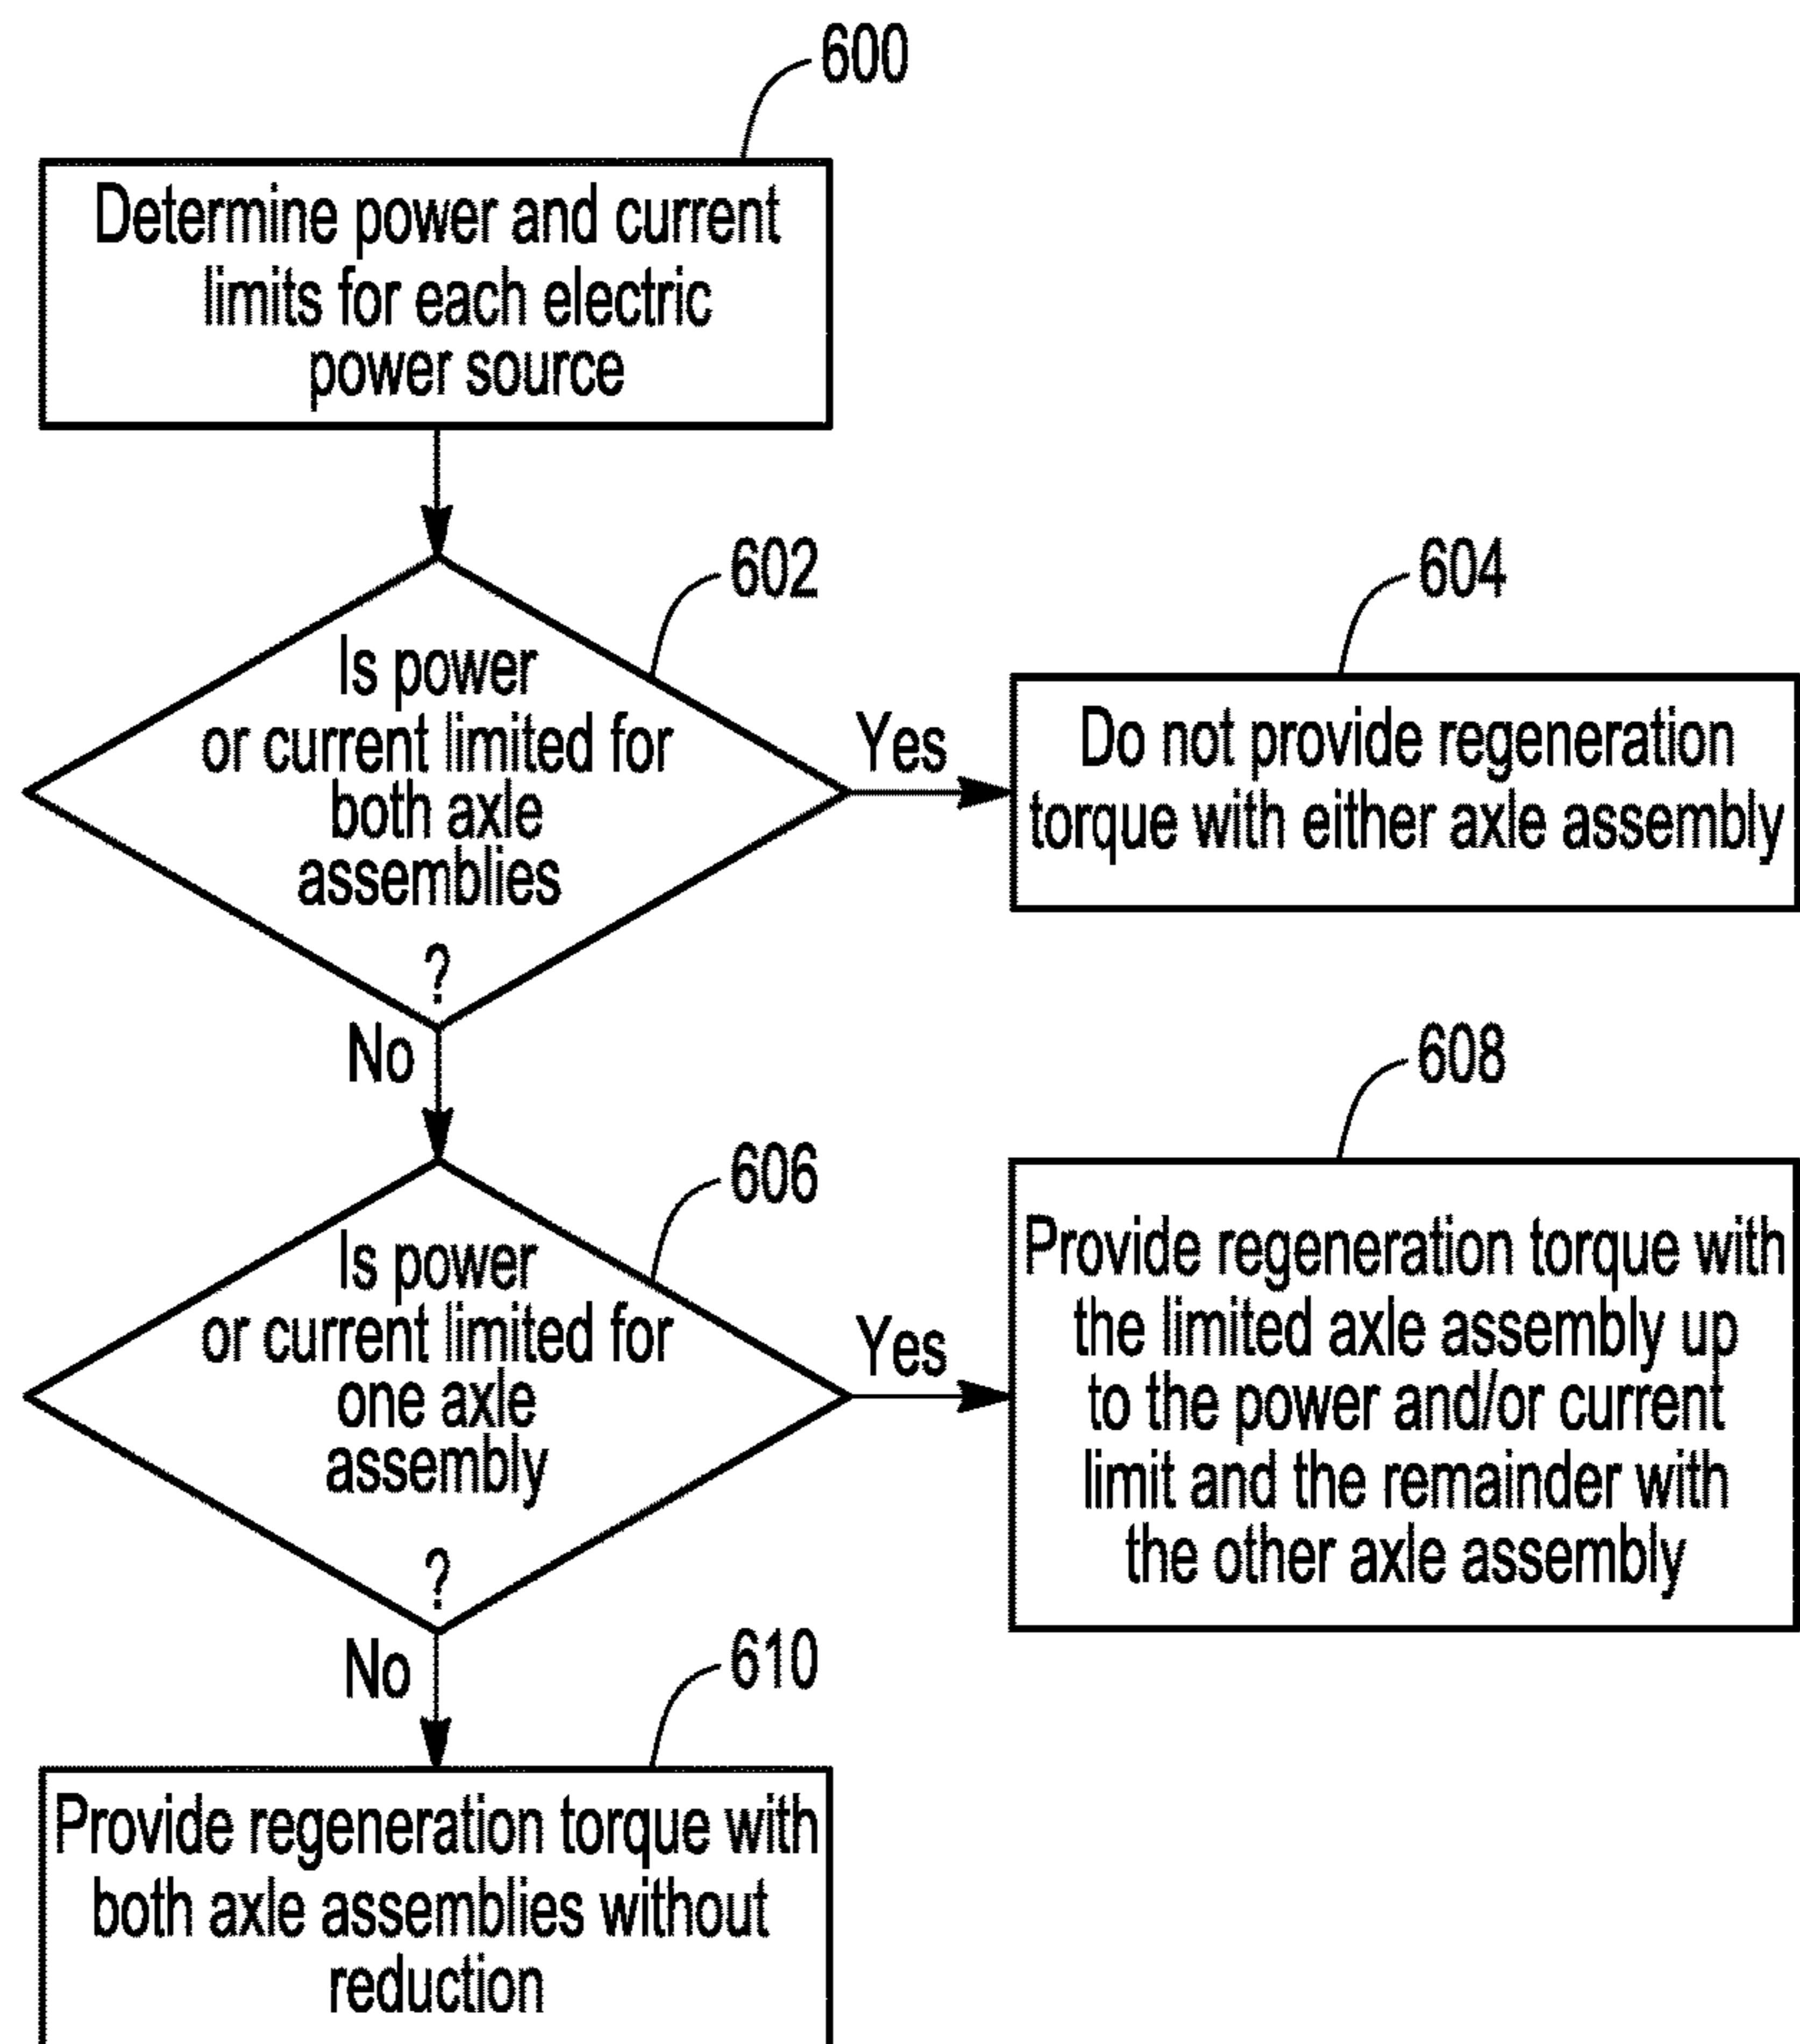 600
Determine power and current
limits for each electric
power source
602
Is power
or current limited for
both axle
assemblies
?
Yes
604
Do not provide regeneration
torque with either axle assembly
No
606
Is power
or current limited for
one axle
assembly
?
Yes
608
Provide regeneration torque with
the limited axle assembly up
to the power and/or current
limit and the remainder with
the other axle assembly
No
610
Provide regeneration torque with
both axle assemblies without
reduction